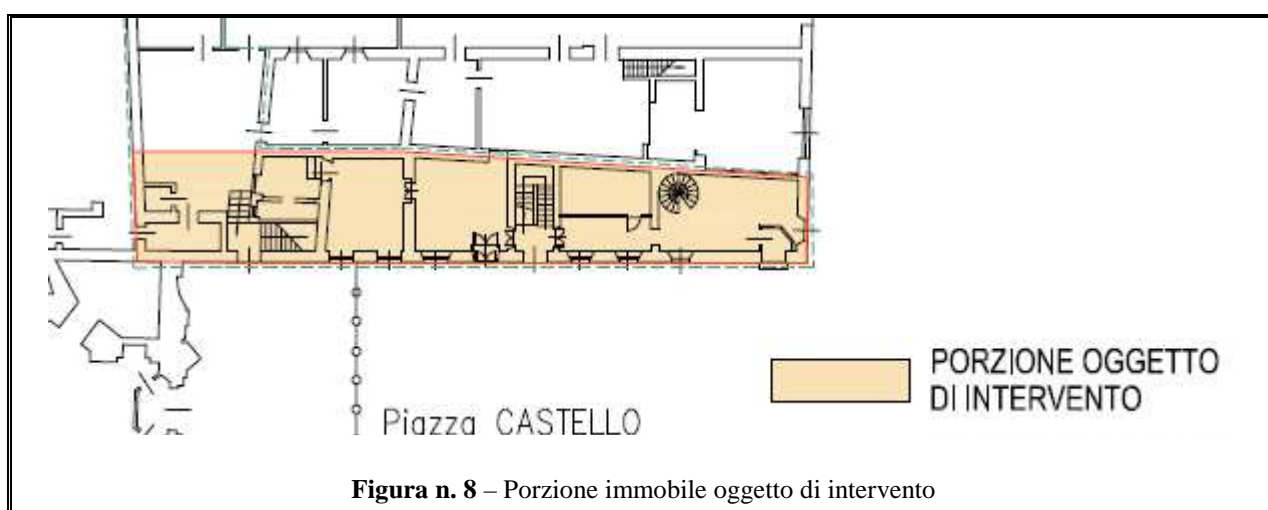 PORZIONE OGGETTO
DI INTERVENTO
Piazza CASTELLO
Figura n. 8 – Porzione immobile oggetto di intervento